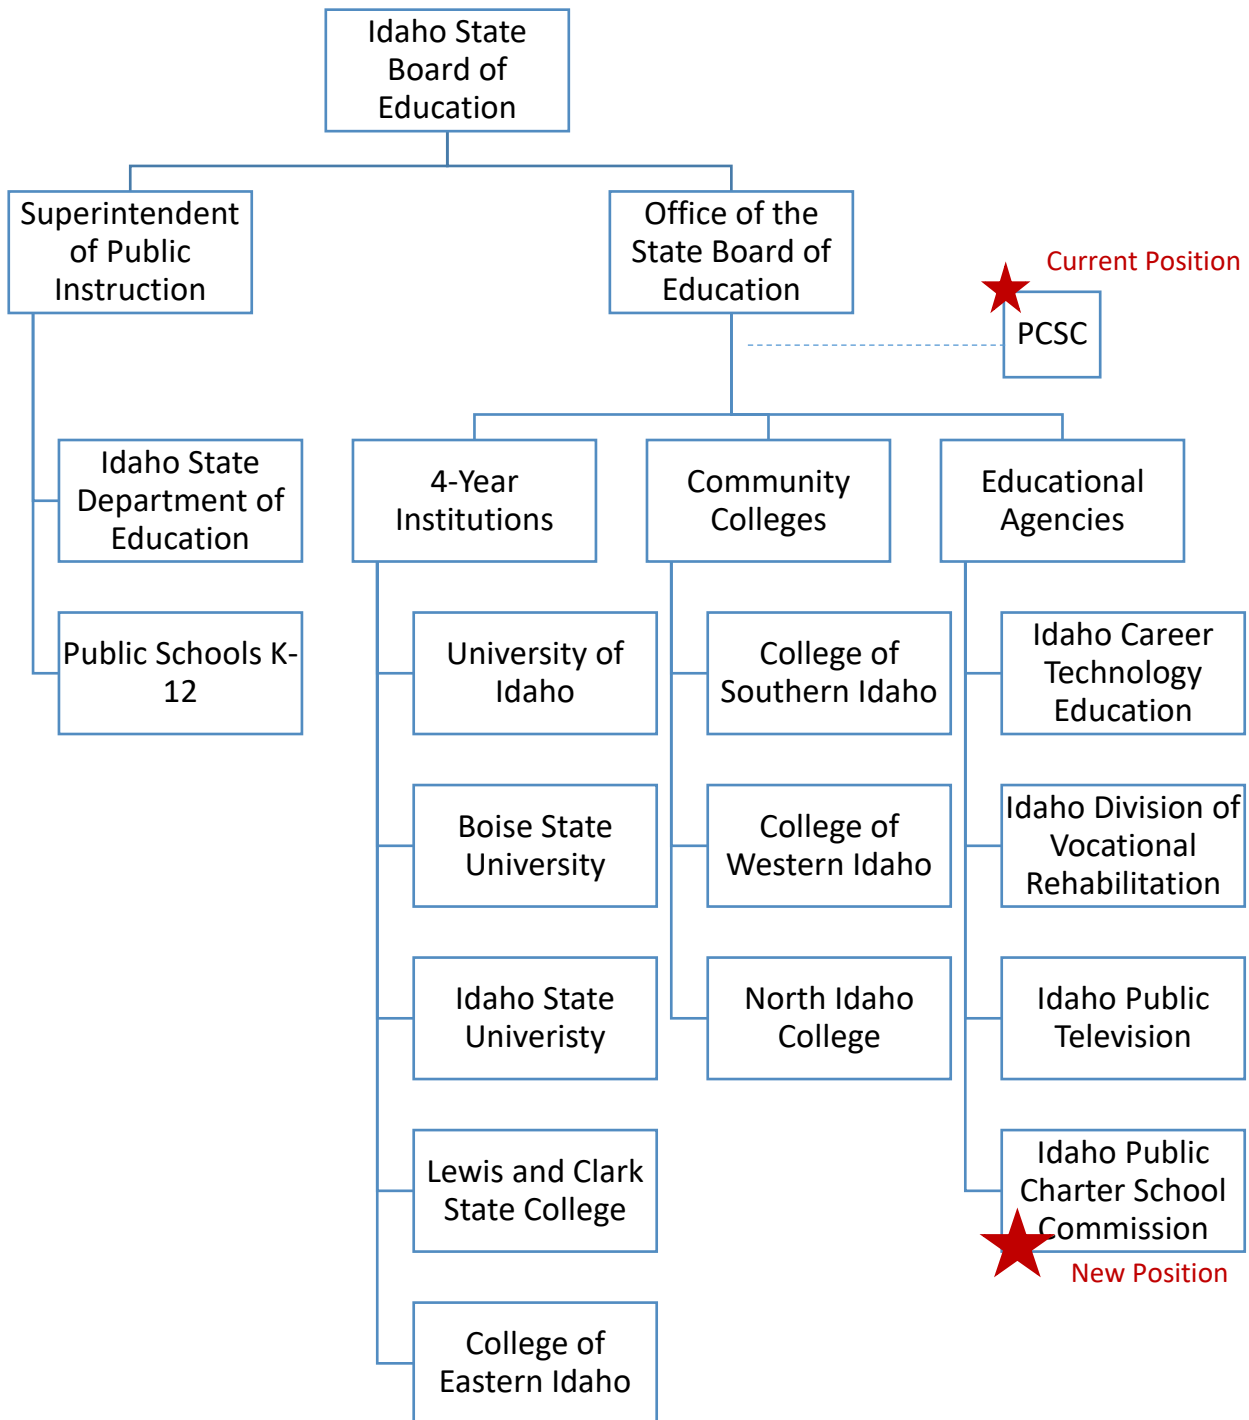 Idaho State
Board of
Education
Superintendent
of Public
Instruction
Office of the
State Board of
Education
Current Position
PCSC
Idaho State
Department of
Education
Public Schools K-
12
4-Year
Institutions
University of
Idaho
Boise State
University
Idaho State
Univeristy
Lewis and Clark
State College
College of
Eastern Idaho
Community
Colleges
College of
Southern Idaho
College of
Western Idaho
North Idaho
College
Educational
Agencies
Idaho Career
Technology
Education
Idaho Division of
Vocational
Rehabilitation
Idaho Public
Television
Idaho Public
Charter School
Commission
New Position